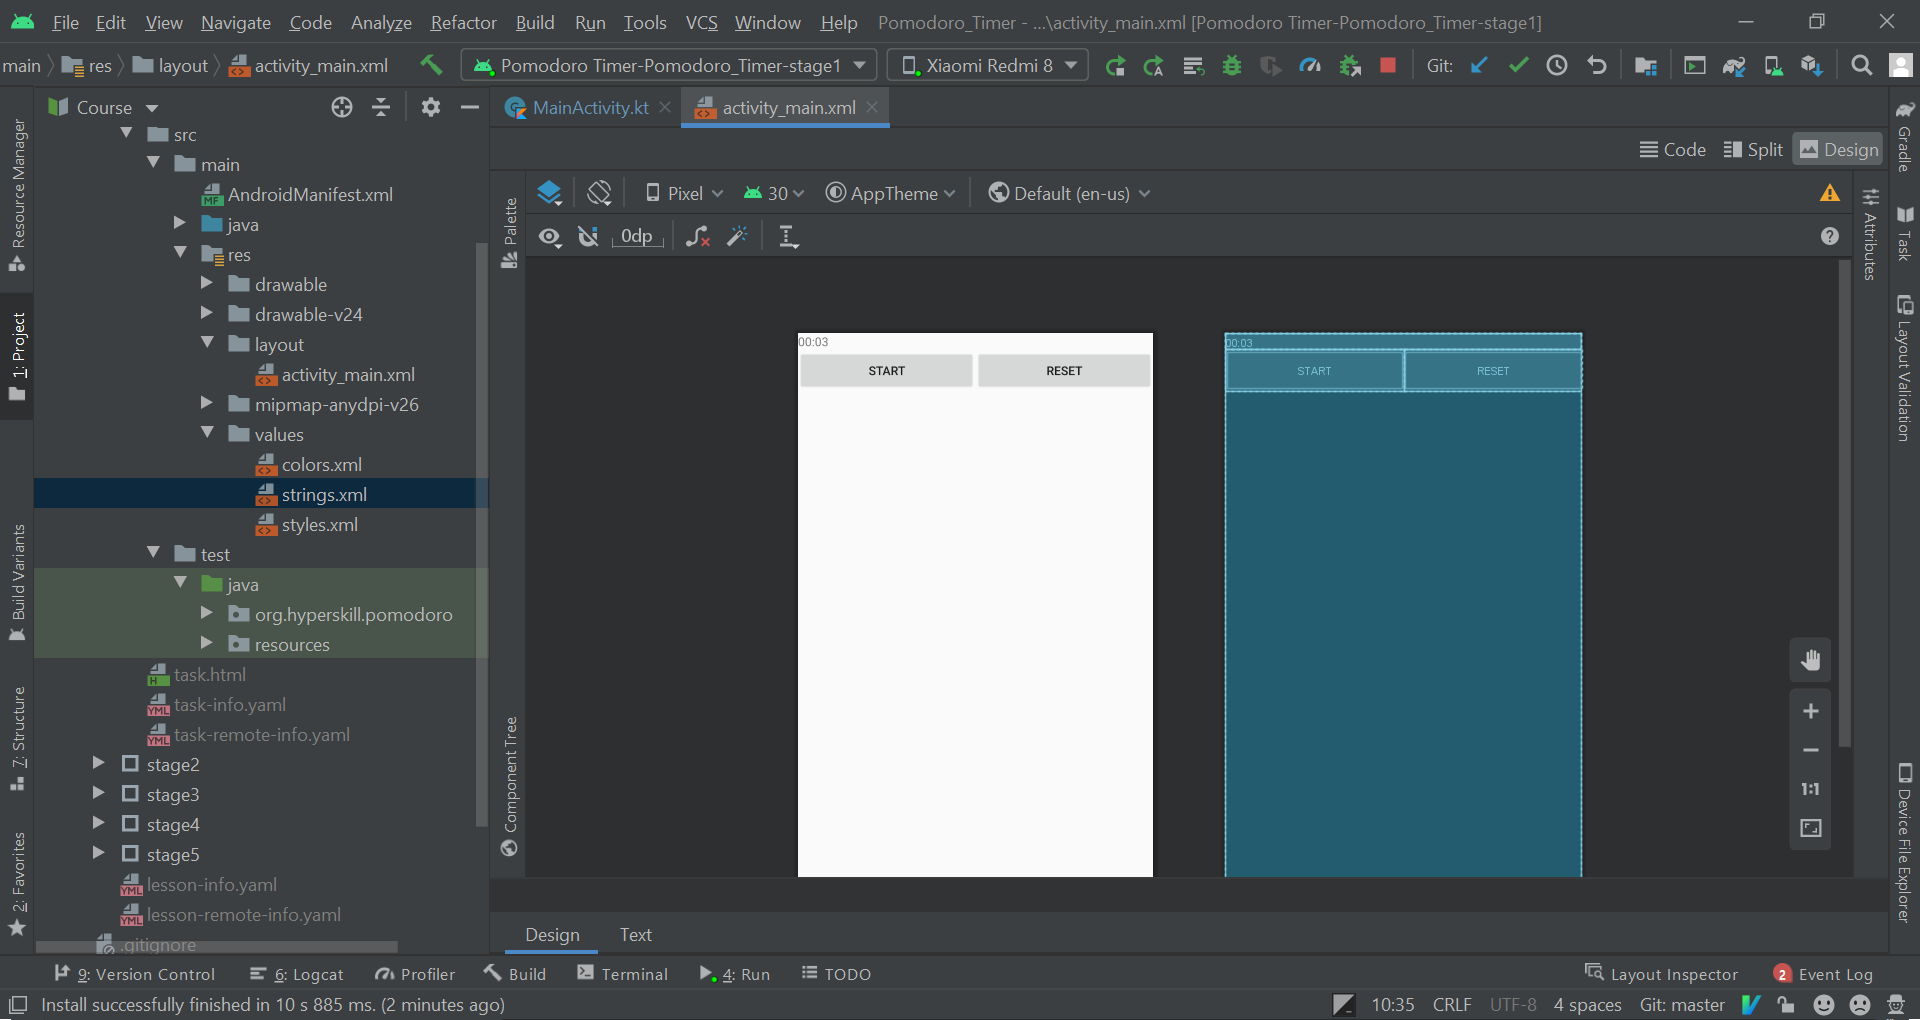 File Edit View Navigate Code Analyze Refactor Build Run Tools VCS Window Help Pomodoro_Timer - ...\activity_main.xml [Pomodoro Timer-Pomodoro_Timer-stage1]
main res layout activity_main.xml Pomodoro Timer-Pomodoro_Timer-stage1 Xiaomi Redmi 8 Git:
Course
MainActivity.kt activity_main.xml
Code Split Design
Pixel 30 AppTheme Default (en-us)
0dp
src
main
MF AndroidManifest.xml
java
res
drawable
drawable-v24
layout
activity_main.xml
mipmap-anydpi-v26
values
colors.xml
strings.xml
styles.xml
test
java
org.hyperskill.pomodoro
resources
H task.html
YML task-info.yaml
YML task-remote-info.yaml
stage2
stage3
stage4
stage5
YML lesson-info.yaml
YML lesson-remote-info.yaml
.gitignore
Resource Manager
1: Project
Build Variants
7: Structure
2: Favorites
Palette
Component Tree
00:03
START RESET
00:03
START RESET
1:1
Attributes
Gradle
Task
Layout Validation
Device File Explorer
Design Text
9: Version Control 6: Logcat Profiler Build Terminal 4: Run TODO Layout Inspector 2 Event Log
Install successfully finished in 10 s 885 ms. (2 minutes ago) 10:35 CRLF UTF-8 4 spaces Git: master